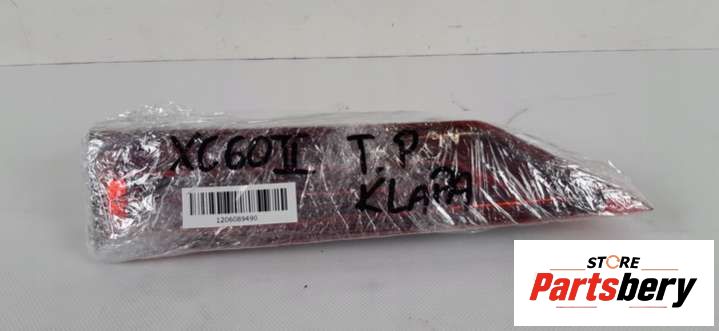 XC60 II T.P
KLAPA
1206089490
STORE
Partsbery